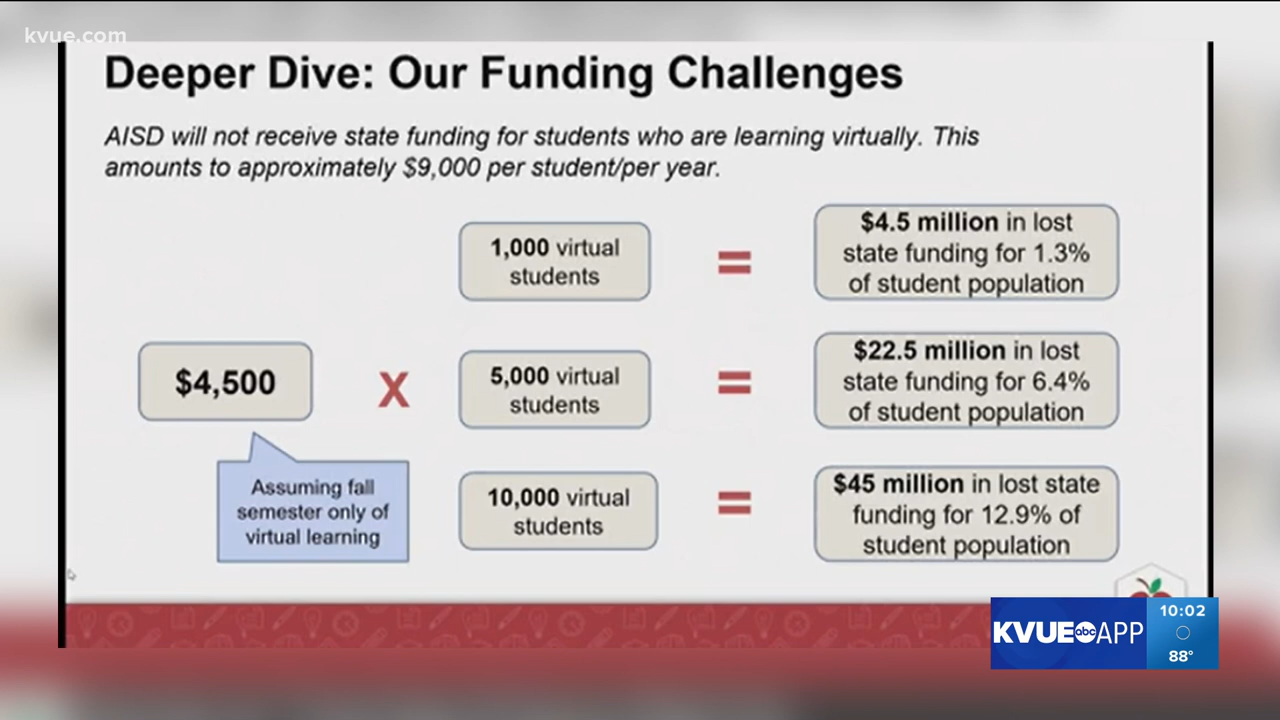 kvue.com
Deeper Dive: Our Funding Challenges
AISD will not receive state funding for students who are learning virtually. This
amounts to approximately $9,000 per student/per year.
1,000 virtual
students
=
$4.5 million in lost
state funding for 1.3%
of student population
$4,500
X
5,000 virtual
students
=
$22.5 million in lost
state funding for 6.4%
of student population
Assuming fall
semester only of
virtual learning
10,000 virtual
students
=
$45 million in lost state
funding for 12.9% of
student population
KVUE abc APP
10:02
88°